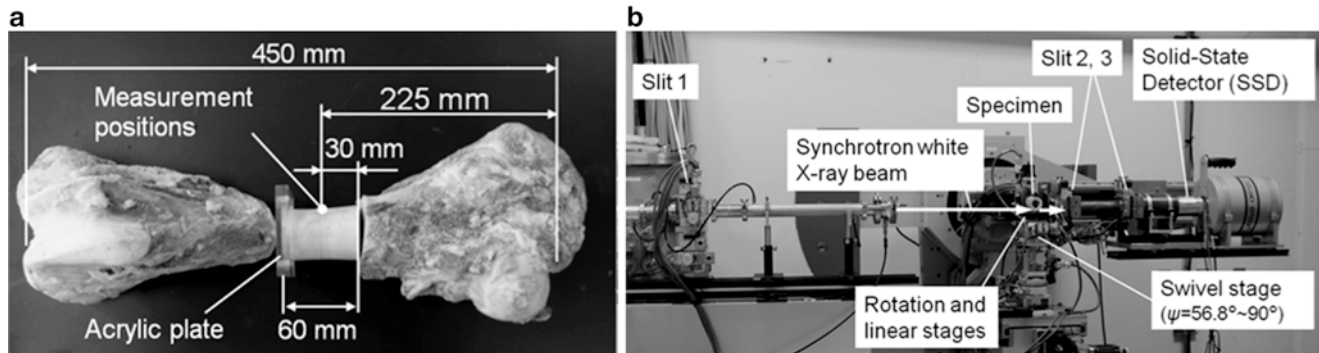 a
450 mm
Measurement
positions
225 mm
30 mm
Acrylic plate
60 mm
b
Slit 1
Slit 2, 3
Solid-State
Detector (SSD)
Specimen
Synchrotron white
X-ray beam
Rotation and
linear stages
Swivel stage
(ψ=56.8°~90°)